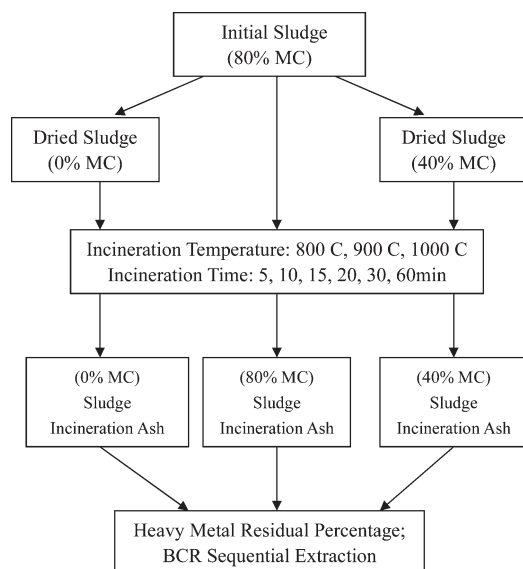 Initial Sludge
(80% MC)
Dried Sludge
(0% MC)
Dried Sludge
(40% MC)
Incineration Temperature: 800 C, 900 C, 1000 C
Incineration Time: 5, 10, 15, 20, 30, 60min
(0% MC)
Sludge
Incineration Ash
(80% MC)
Sludge
Incineration Ash
(40% MC)
Sludge
Incineration Ash
Heavy Metal Residual Percentage;
BCR Sequential Extraction